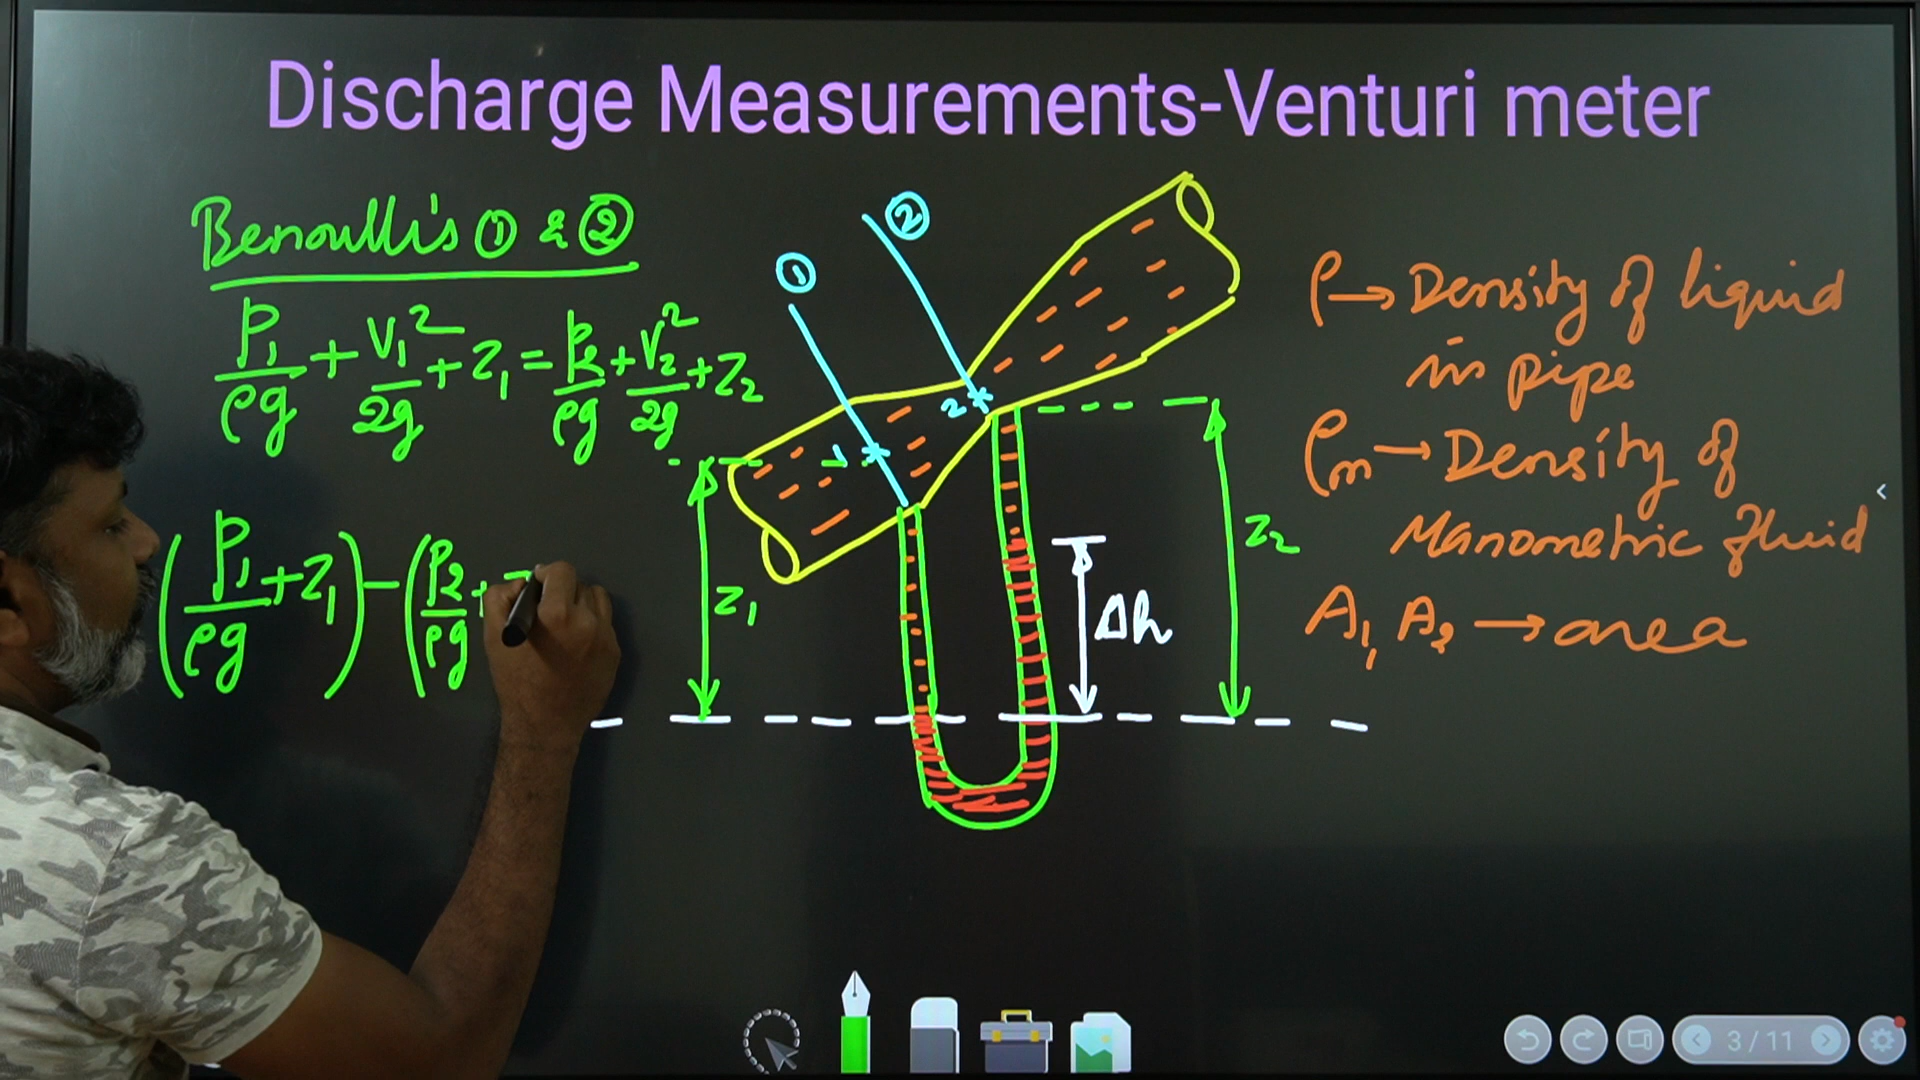 Discharge Measurements-Venturi meter
Benoulli's ① & ②
P₁/ρg + V₁²/2g + Z₁ = P₂/ρg + V₂²/2g + Z₂
(P₁/ρg + Z₁) - (P₂/ρg +
①
②
1
2
Z₁
Δh
Z₂
ρ → Density of liquid
in pipe
ρm → Density of
Manometric fluid
A₁, A₂ → area
3 / 11